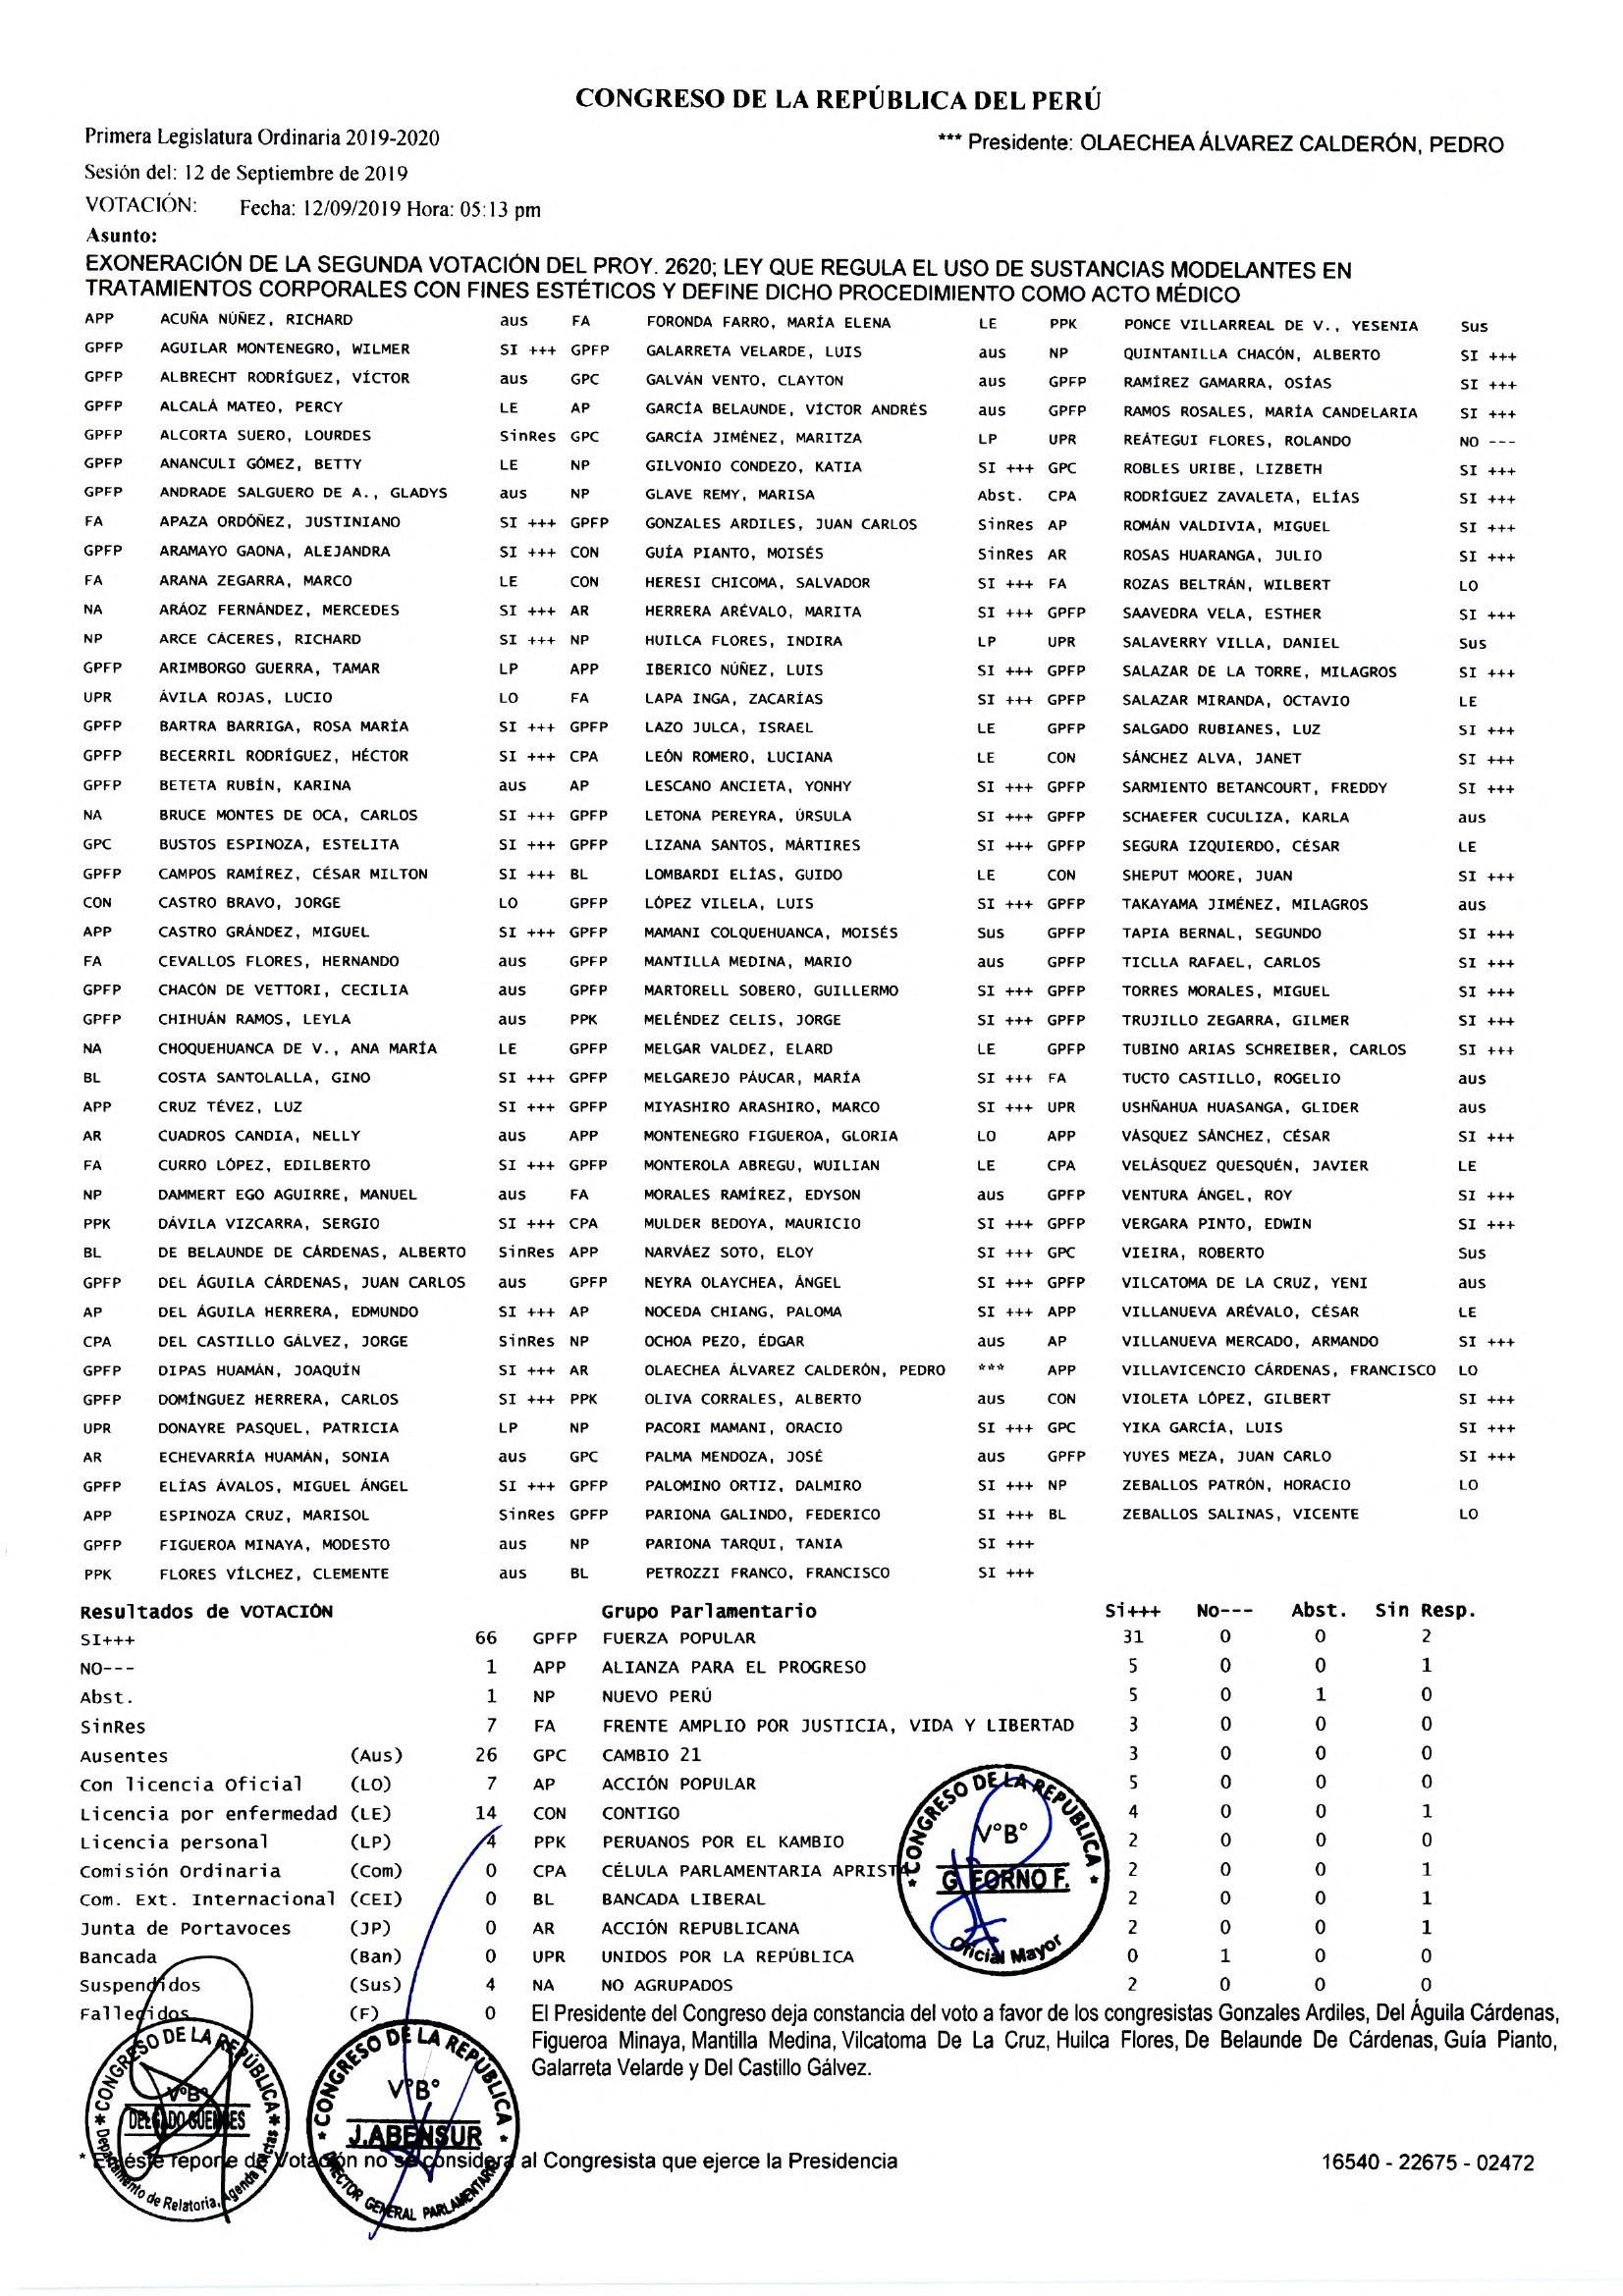 CONGRESO DE LA REPÚBLICA DEL PERÚ
Primera Legislatura Ordinaria 2019-2020 *** Presidente: OLAECHEA ÁLVAREZ CALDERÓN, PEDRO
Sesión del: 12 de Septiembre de 2019
VOTACIÓN: Fecha: 12/09/2019 Hora: 05:13 pm
Asunto:
EXONERACIÓN DE LA SEGUNDA VOTACIÓN DEL PROY. 2620; LEY QUE REGULA EL USO DE SUSTANCIAS MODELANTES EN
TRATAMIENTOS CORPORALES CON FINES ESTÉTICOS Y DEFINE DICHO PROCEDIMIENTO COMO ACTO MÉDICO
APP ACUÑA NÚÑEZ, RICHARD aus FA FORONDA FARRO, MARÍA ELENA LE PPK PONCE VILLARREAL DE V., YESENIA Sus
GPFP AGUILAR MONTENEGRO, WILMER SI +++ GPFP GALARRETA VELARDE, LUIS aus NP QUINTANILLA CHACÓN, ALBERTO SI +++
GPFP ALBRECHT RODRÍGUEZ, VÍCTOR aus GPC GALVÁN VENTO, CLAYTON aus GPFP RAMÍREZ GAMARRA, OSÍAS SI +++
GPFP ALCALÁ MATEO, PERCY LE AP GARCÍA BELAUNDE, VÍCTOR ANDRÉS aus GPFP RAMOS ROSALES, MARÍA CANDELARIA SI +++
GPFP ALCORTA SUERO, LOURDES SinRes GPC GARCÍA JIMÉNEZ, MARITZA LP UPR REÁTEGUI FLORES, ROLANDO NO ---
GPFP ANANCULI GÓMEZ, BETTY LE NP GILVONIO CONDEZO, KATIA SI +++ GPC ROBLES URIBE, LIZBETH SI +++
GPFP ANDRADE SALGUERO DE A., GLADYS aus NP GLAVE REMY, MARISA Abst. CPA RODRÍGUEZ ZAVALETA, ELÍAS SI +++
FA APAZA ORDÓÑEZ, JUSTINIANO SI +++ GPFP GONZALES ARDILES, JUAN CARLOS SinRes AP ROMÁN VALDIVIA, MIGUEL SI +++
GPFP ARAMAYO GAONA, ALEJANDRA SI +++ CON GUÍA PIANTO, MOISÉS SinRes AR ROSAS HUARANGA, JULIO SI +++
FA ARANA ZEGARRA, MARCO LE CON HERESI CHICOMA, SALVADOR SI +++ FA ROZAS BELTRÁN, WILBERT LO
NA ARÁOZ FERNÁNDEZ, MERCEDES SI +++ AR HERRERA ARÉVALO, MARITA SI +++ GPFP SAAVEDRA VELA, ESTHER SI +++
NP ARCE CÁCERES, RICHARD SI +++ NP HUILCA FLORES, INDIRA LP UPR SALAVERRY VILLA, DANIEL Sus
GPFP ARIMBORGO GUERRA, TAMAR LP APP IBERICO NÚÑEZ, LUIS SI +++ GPFP SALAZAR DE LA TORRE, MILAGROS SI +++
UPR ÁVILA ROJAS, LUCIO LO FA LAPA INGA, ZACARÍAS SI +++ GPFP SALAZAR MIRANDA, OCTAVIO LE
GPFP BARTRA BARRIGA, ROSA MARÍA SI +++ GPFP LAZO JULCA, ISRAEL LE GPFP SALGADO RUBIANES, LUZ SI +++
GPFP BECERRIL RODRÍGUEZ, HÉCTOR SI +++ CPA LEÓN ROMERO, LUCIANA LE CON SÁNCHEZ ALVA, JANET SI +++
GPFP BETETA RUBÍN, KARINA aus AP LESCANO ANCIETA, YONHY SI +++ GPFP SARMIENTO BETANCOURT, FREDDY SI +++
NA BRUCE MONTES DE OCA, CARLOS SI +++ GPFP LETONA PEREYRA, ÚRSULA SI +++ GPFP SCHAEFER CUCULIZA, KARLA aus
GPC BUSTOS ESPINOZA, ESTELITA SI +++ GPFP LIZANA SANTOS, MÁRTIRES SI +++ GPFP SEGURA IZQUIERDO, CÉSAR LE
GPFP CAMPOS RAMÍREZ, CÉSAR MILTON SI +++ BL LOMBARDI ELÍAS, GUIDO LE CON SHEPUT MOORE, JUAN SI +++
CON CASTRO BRAVO, JORGE LO GPFP LÓPEZ VILELA, LUIS SI +++ GPFP TAKAYAMA JIMÉNEZ, MILAGROS aus
APP CASTRO GRÁNDEZ, MIGUEL SI +++ GPFP MAMANI COLQUEHUANCA, MOISÉS Sus GPFP TAPIA BERNAL, SEGUNDO SI +++
FA CEVALLOS FLORES, HERNANDO aus GPFP MANTILLA MEDINA, MARIO aus GPFP TICLLA RAFAEL, CARLOS SI +++
GPFP CHACÓN DE VETTORI, CECILIA aus GPFP MARTORELL SOBERO, GUILLERMO SI +++ GPFP TORRES MORALES, MIGUEL SI +++
GPFP CHIHUÁN RAMOS, LEYLA aus PPK MELÉNDEZ CELIS, JORGE SI +++ GPFP TRUJILLO ZEGARRA, GILMER SI +++
NA CHOQUEHUANCA DE V., ANA MARÍA LE GPFP MELGAR VALDEZ, ELARD LE GPFP TUBINO ARIAS SCHREIBER, CARLOS SI +++
BL COSTA SANTOLALLA, GINO SI +++ GPFP MELGAREJO PÁUCAR, MARÍA SI +++ FA TUCTO CASTILLO, ROGELIO aus
APP CRUZ TÉVEZ, LUZ SI +++ GPFP MIYASHIRO ARASHIRO, MARCO SI +++ UPR USHÑAHUA HUASANGA, GLIDER aus
AR CUADROS CANDIA, NELLY aus APP MONTENEGRO FIGUEROA, GLORIA LO APP VÁSQUEZ SÁNCHEZ, CÉSAR SI +++
FA CURRO LÓPEZ, EDILBERTO SI +++ GPFP MONTEROLA ABREGU, WUILIAN LE CPA VELÁSQUEZ QUESQUÉN, JAVIER LE
NP DAMMERT EGO AGUIRRE, MANUEL aus FA MORALES RAMÍREZ, EDYSON aus GPFP VENTURA ÁNGEL, ROY SI +++
PPK DÁVILA VIZCARRA, SERGIO SI +++ CPA MULDER BEDOYA, MAURICIO SI +++ GPFP VERGARA PINTO, EDWIN SI +++
BL DE BELAUNDE DE CÁRDENAS, ALBERTO SinRes APP NARVÁEZ SOTO, ELOY SI +++ GPC VIEIRA, ROBERTO Sus
GPFP DEL ÁGUILA CÁRDENAS, JUAN CARLOS aus GPFP NEYRA OLAYCHEA, ÁNGEL SI +++ GPFP VILCATOMA DE LA CRUZ, YENI aus
AP DEL ÁGUILA HERRERA, EDMUNDO SI +++ AP NOCEDA CHIANG, PALOMA SI +++ APP VILLANUEVA ARÉVALO, CÉSAR LE
CPA DEL CASTILLO GÁLVEZ, JORGE SinRes NP OCHOA PEZO, ÉDGAR aus AP VILLANUEVA MERCADO, ARMANDO SI +++
GPFP DIPAS HUAMÁN, JOAQUÍN SI +++ AR OLAECHEA ÁLVAREZ CALDERÓN, PEDRO *** APP VILLAVICENCIO CÁRDENAS, FRANCISCO LO
GPFP DOMÍNGUEZ HERRERA, CARLOS SI +++ PPK OLIVA CORRALES, ALBERTO aus CON VIOLETA LÓPEZ, GILBERT SI +++
UPR DONAYRE PASQUEL, PATRICIA LP NP PACORI MAMANI, ORACIO SI +++ GPC YIKA GARCÍA, LUIS SI +++
AR ECHEVARRÍA HUAMÁN, SONIA aus GPC PALMA MENDOZA, JOSÉ aus GPFP YUYES MEZA, JUAN CARLO SI +++
GPFP ELÍAS ÁVALOS, MIGUEL ÁNGEL SI +++ GPFP PALOMINO ORTIZ, DALMIRO SI +++ NP ZEBALLOS PATRÓN, HORACIO LO
APP ESPINOZA CRUZ, MARISOL SinRes GPFP PARIONA GALINDO, FEDERICO SI +++ BL ZEBALLOS SALINAS, VICENTE LO
GPFP FIGUEROA MINAYA, MODESTO aus NP PARIONA TARQUI, TANIA SI +++
PPK FLORES VÍLCHEZ, CLEMENTE aus BL PETROZZI FRANCO, FRANCISCO SI +++
Resultados de VOTACIÓN Grupo Parlamentario Si+++ No--- Abst. Sin Resp.
SI+++ 66 GPFP FUERZA POPULAR 31 0 0 2
NO--- 1 APP ALIANZA PARA EL PROGRESO 5 0 0 1
Abst. 1 NP NUEVO PERÚ 5 0 1 0
SinRes 7 FA FRENTE AMPLIO POR JUSTICIA, VIDA Y LIBERTAD 3 0 0 0
Ausentes (Aus) 26 GPC CAMBIO 21 3 0 0 0
Con licencia Oficial (LO) 7 AP ACCIÓN POPULAR 5 0 0 0
Licencia por enfermedad (LE) 14 CON CONTIGO 4 0 0 1
Licencia personal (LP) 4 PPK PERUANOS POR EL KAMBIO 2 0 0 0
Comisión Ordinaria (Com) 0 CPA CÉLULA PARLAMENTARIA APRISTA 2 0 0 1
Com. Ext. Internacional (CEI) 0 BL BANCADA LIBERAL 2 0 0 1
Junta de Portavoces (JP) 0 AR ACCIÓN REPUBLICANA 2 0 0 1
Bancada (Ban) 0 UPR UNIDOS POR LA REPÚBLICA 0 1 0 0
Suspendidos (Sus) 4 NA NO AGRUPADOS 2 0 0 0
Fallecidos (F) 0
CONGRESO DE LA REPÚBLICA
V°B°
G. FORNO F.
Oficial Mayor
El Presidente del Congreso deja constancia del voto a favor de los congresistas Gonzales Ardiles, Del Águila Cárdenas,
Figueroa Minaya, Mantilla Medina, Vilcatoma De La Cruz, Huilca Flores, De Belaunde De Cárdenas, Guía Pianto,
Galarreta Velarde y Del Castillo Gálvez.
CONGRESO DE LA REPÚBLICA
V°B°
Departamento de Relatoría, Agenda y Actas
CONGRESO DE LA REPÚBLICA
V°B°
J. ABENSUR
DIRECTOR GENERAL PARLAMENTARIO
* En éste reporte de Votación no se considera al Congresista que ejerce la Presidencia 16540 - 22675 - 02472